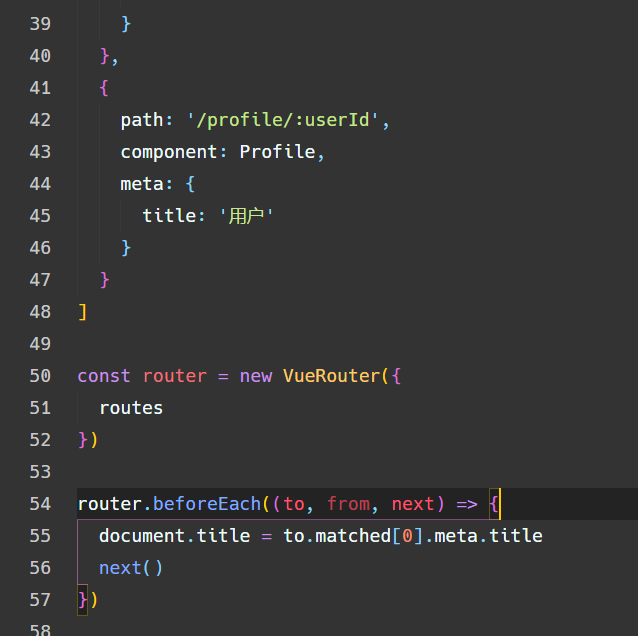 39       }
40     },
41     {
42       path: '/profile/:userId',
43       component: Profile,
44       meta: {
45         title: '用户'
46       }
47     }
48   ]
49
50   const router = new VueRouter({
51     routes
52   })
53
54   router.beforeEach((to, from, next) => {
55     document.title = to.matched[0].meta.title
56     next()
57   })
58